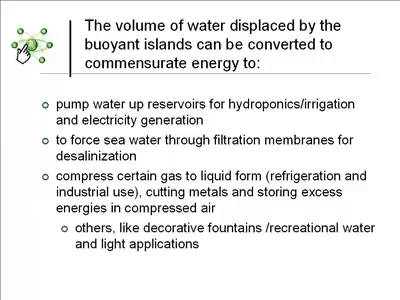 The volume of water displaced by the
buoyant islands can be converted to
commensurate energy to:
pump water up reservoirs for hydroponics/irrigation
and electricity generation
to force sea water through filtration membranes for
desalinization
compress certain gas to liquid form (refrigeration and
industrial use), cutting metals and storing excess
energies in compressed air
others, like decorative fountains /recreational water
and light applications